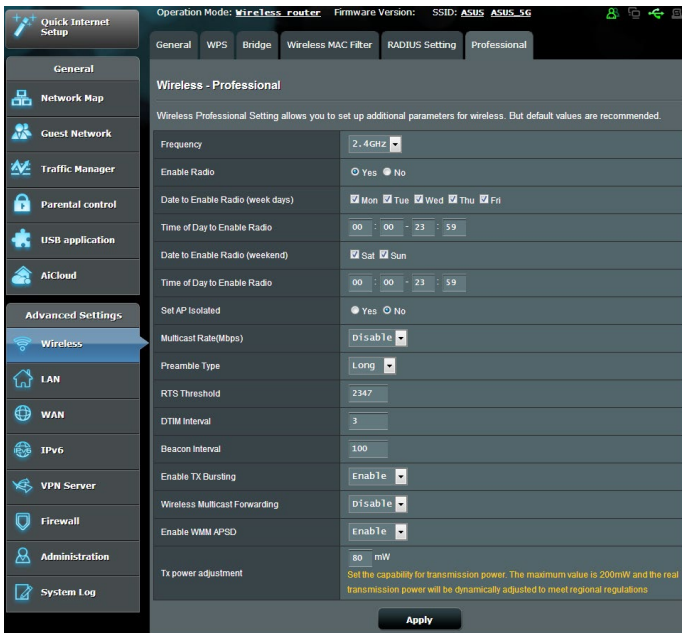 Quick Internet Setup
Operation Mode: Wireless router Firmware Version: SSID: ASUS ASUS_5G
General WPS Bridge Wireless MAC Filter RADIUS Setting Professional
General
Network Map
Guest Network
Traffic Manager
Parental control
USB application
AiCloud
Advanced Settings
Wireless
LAN
WAN
IPv6
VPN Server
Firewall
Administration
System Log
Wireless - Professional
Wireless Professional Setting allows you to set up additional parameters for wireless. But default values are recommended.
Frequency 2.4GHz
Enable Radio Yes No
Date to Enable Radio (week days) Mon Tue Wed Thu Fri
Time of Day to Enable Radio 00 : 00 - 23 : 59
Date to Enable Radio (weekend) Sat Sun
Time of Day to Enable Radio 00 : 00 - 23 : 59
Set AP Isolated Yes No
Multicast Rate(Mbps) Disable
Preamble Type Long
RTS Threshold 2347
DTIM Interval 3
Beacon Interval 100
Enable TX Bursting Enable
Wireless Multicast Forwarding Disable
Enable WMM APSD Enable
Tx power adjustment 80 mW
Set the capability for transmission power. The maximum value is 200mW and the real
transmission power will be dynamically adjusted to meet regional regulations
Apply